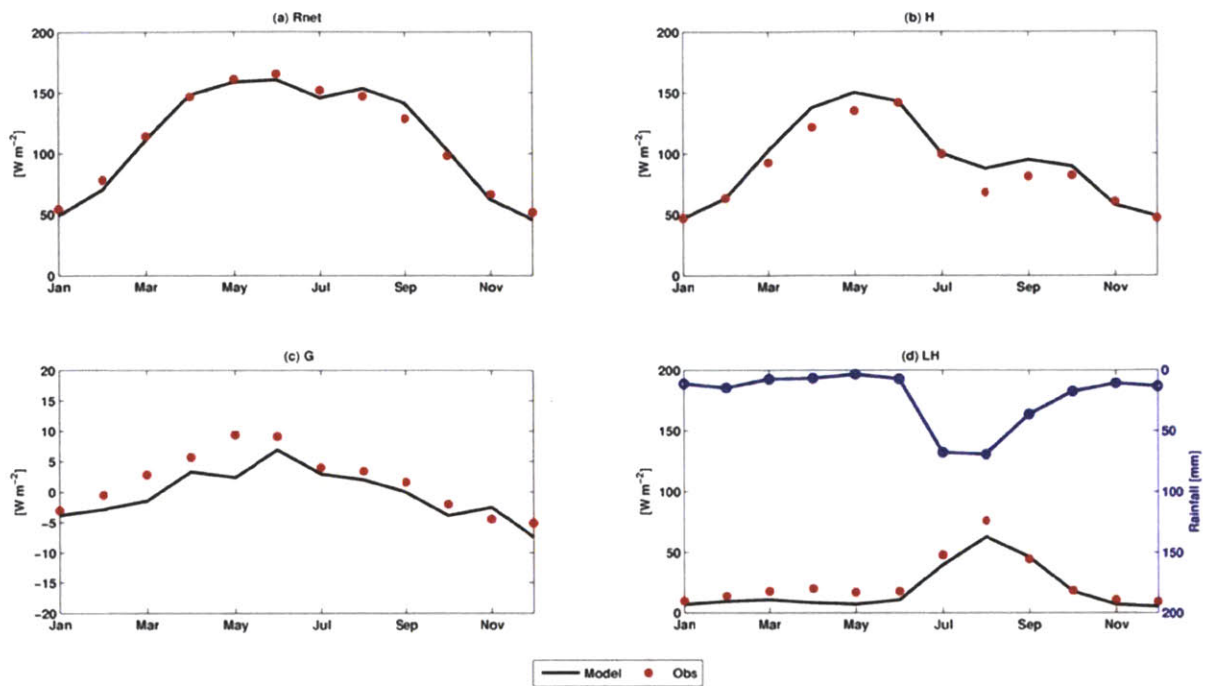 (a) Rnet
[W m⁻²]
200
150
100
50
0
Jan Mar May Jul Sep Nov
(b) H
[W m⁻²]
200
150
100
50
0
Jan Mar May Jul Sep Nov
(c) G
[W m⁻²]
20
15
10
5
0
−5
−10
−15
−20
Jan Mar May Jul Sep Nov
(d) LH
[W m⁻²]
200
150
100
50
0
Jan Mar May Jul Sep Nov
0
50
100
150
200
Rainfall [mm]
Model Obs